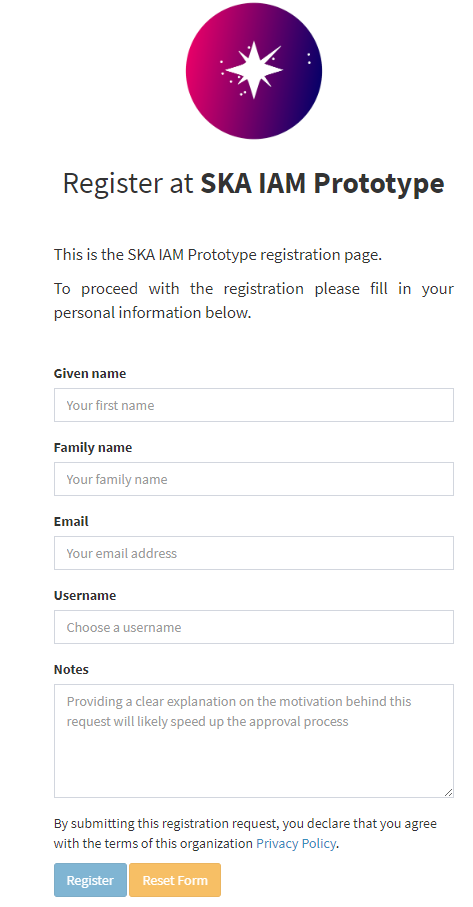 Register at SKA IAM Prototype
This is the SKA IAM Prototype registration page.
To proceed with the registration please fill in your
personal information below.
Given name
Your first name
Family name
Your family name
Email
Your email address
Username
Choose a username
Notes
Providing a clear explanation on the motivation behind this
request will likely speed up the approval process
By submitting this registration request, you declare that you agree
with the terms of this organization Privacy Policy.
Register Reset Form